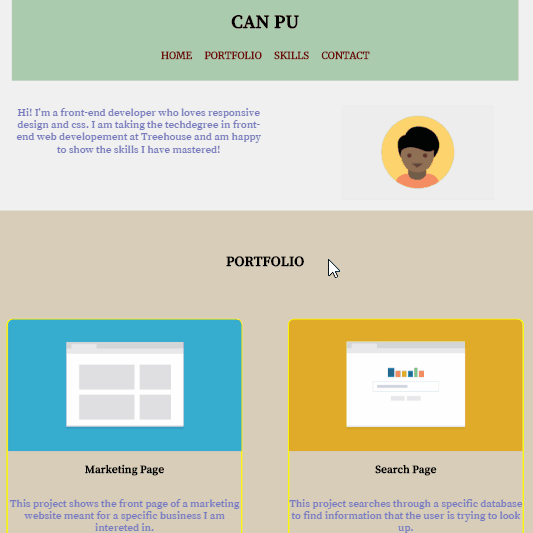 CAN PU
HOME PORTFOLIO SKILLS CONTACT
Hi! I'm a front-end developer who loves responsive
design and css. I am taking the techdegree in front-
end web developement at Treehouse and am happy
to show the skills I have mastered!
PORTFOLIO
Marketing Page
This project shows the front page of a marketing
website meant for a specific business I am
intereted in.
Search Page
This project searches through a specific database
to find information that the user is trying to look
up.